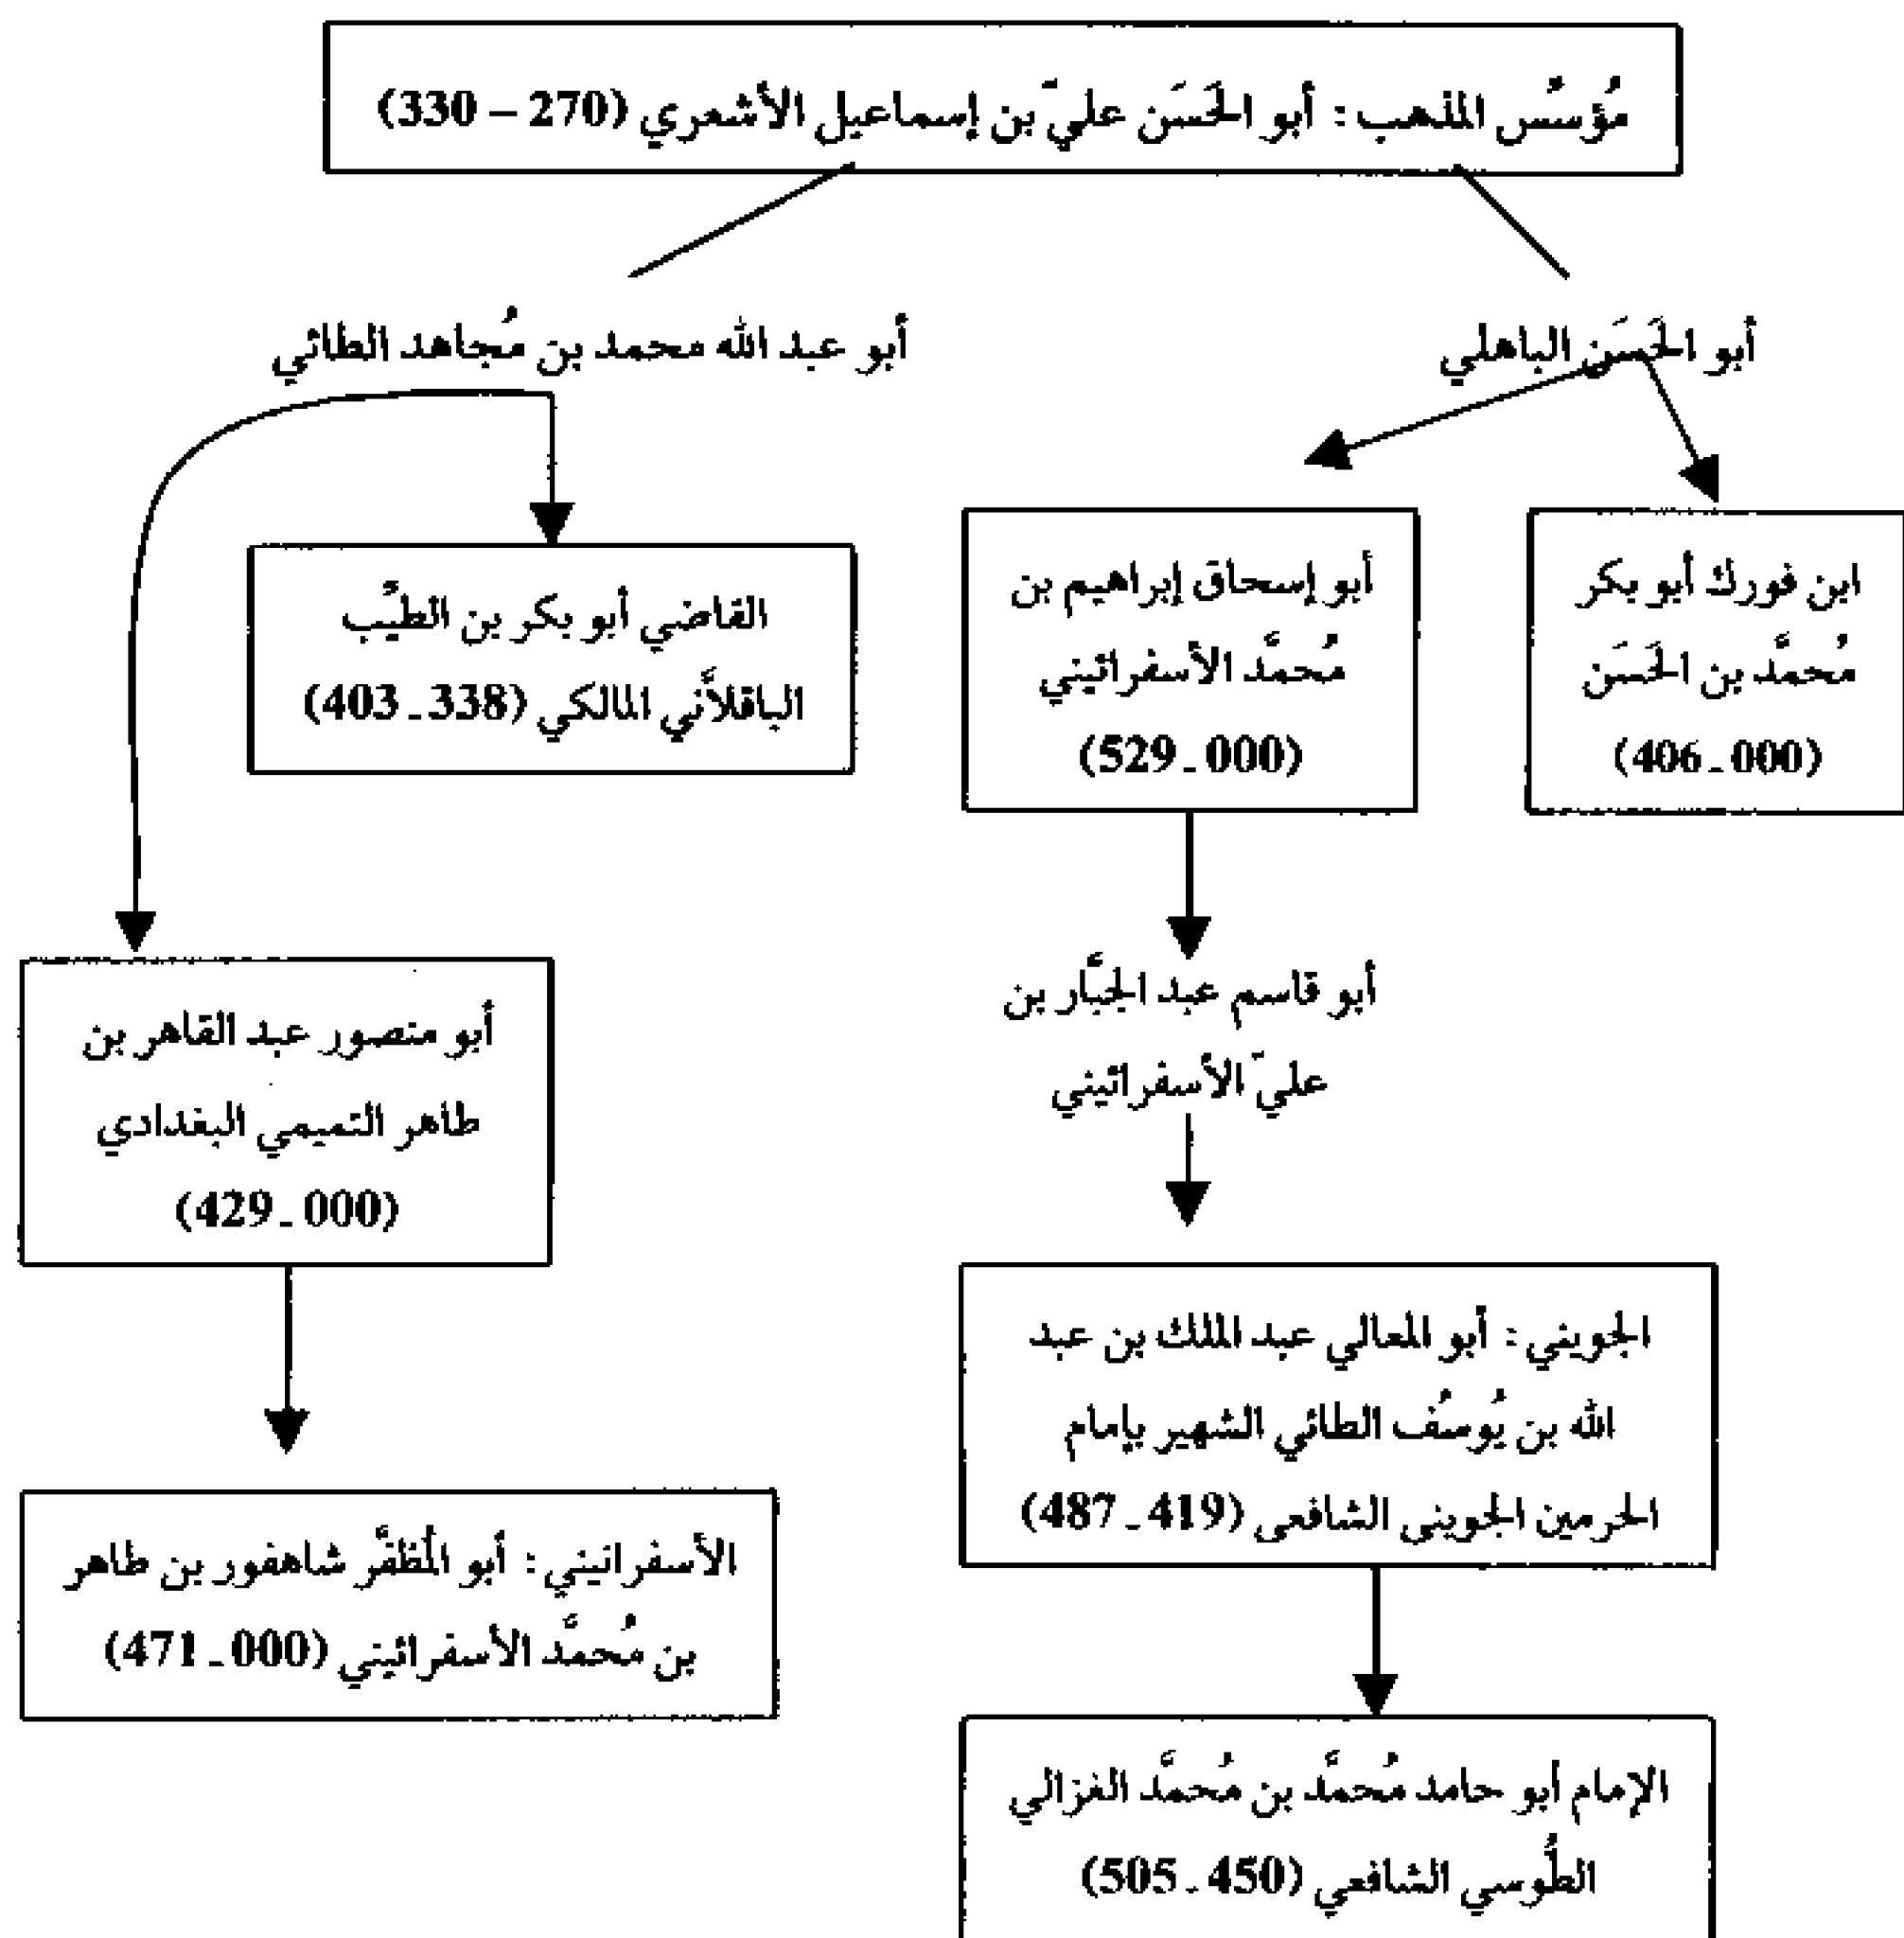 مُؤسِّس المذهب : أبو الحَسَن عليّ بن إسماعيل الأشعري (270 – 330)
أبو الحَسَن الباهلي
أبو عبد الله محمد بن مُجاهد الطائي
ابن فورك أبو بكر
مُحمَّد بن الحَسَن
(000 ـ 406)
أبو إسحاق إبراهيم بن
مُحمَّد الأسفرائيني
(000 ـ 529)
القاضي أبو بكر بن الطيِّب
الباقلاَّني المالكي (338 ـ 403)
أبو قاسم عبد الجبَّار بن
عليّ الأسفرائيني
أبو منصور عبد القاهر بن
طاهر التميمي البغدادي
(000 ـ 429)
الجويني : أبو المعالي عبد الملك بن عبد
الله بن يُوسُف الطائي الشهير بإمام
الحرمين الجويني الشافعي (419 ـ 487)
الأسفرانيني : أبو المُظفَّر شاهفور بن طاهر
بن مُحمَّد الأسفرائيني (000 ـ 471)
الإمام أبو حامد مُحمَّد بن مُحمَّد الغزالي
الطُوسي الشافعي (450 ـ 505)